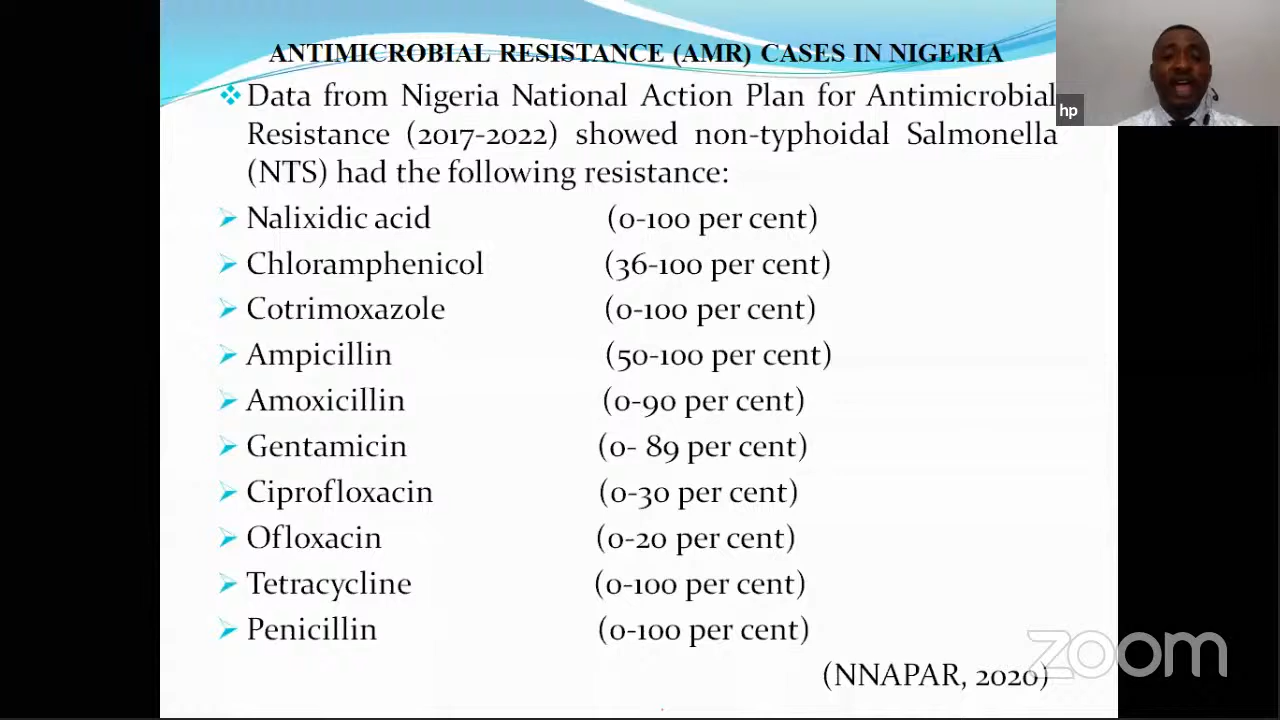 ANTIMICROBIAL RESISTANCE (AMR) CASES IN NIGERIA
hp
Data from Nigeria National Action Plan for Antimicrobial
Resistance (2017-2022) showed non-typhoidal Salmonella
(NTS) had the following resistance:
Nalixidic acid (0-100 per cent)
Chloramphenicol (36-100 per cent)
Cotrimoxazole (0-100 per cent)
Ampicillin (50-100 per cent)
Amoxicillin (0-90 per cent)
Gentamicin (0- 89 per cent)
Ciprofloxacin (0-30 per cent)
Ofloxacin (0-20 per cent)
Tetracycline (0-100 per cent)
Penicillin (0-100 per cent)
(NNAPAR, 2020)
zoom